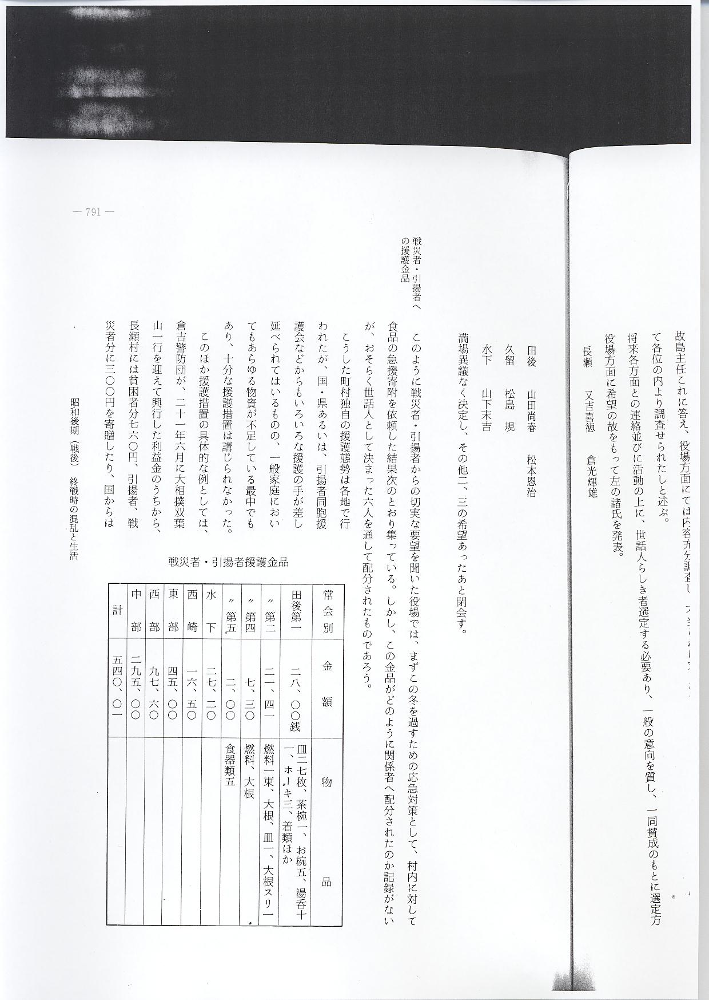 故島主任これに答え、役場方面にては内容充分調査し
て各位の内より調査せられたしと述ぶ。
将来各方面との連絡並びに活動の上に、世話人らしき者選定する必要あり、一般の意向を質し、一同賛成のもとに選定方
役場方面に希望の故をもって左の諸氏を発表。
長瀬 又吉喜徳 倉光輝雄
田後 山田尚春 松本恩治
久留 松島規
水下 山下末吉
満場異議なく決定し、その他二、三の希望あったあと閉会す。
戦災者・引揚者へ
の援護金品
このように戦災者・引揚者からの切実な要望を聞いた役場では、まずこの冬を過すための応急対策として、村内に対して
食品の急援寄附を依頼した結果次のとおり集っている。しかし、この金品がどのように関係者へ配分されたのか記録がない
が、おそらく世話人として決まった六人を通して配分されたものであろう。
こうした町村独自の援護態勢は各地で行
われたが、国・県あるいは、引揚者同胞援
護会などからもいろいろな援護の手が差し
延べられてはいるものの、一般家庭におい
てもあらゆる物資が不足している最中でも
あり、十分な援護措置は講じられなかった。
このほか援護措置の具体的な例としては、
倉吉警防団が、二十一年六月に大相撲双葉
山一行を迎えて興行した利益金のうちから、
長瀬村には貧困者分七六〇円、引揚者、戦
災者分に三〇〇円を寄贈したり、国からは
戦災者・引揚者援護金品
常会別 金額 物品
田後第一 二八、〇〇銭 皿二七枚、茶椀一、お椀五、湯呑十
一、ホーキ三、着類ほか
〃第二 二一、四一 燃料一束、大根、皿一、大根スリ一
〃第四 七、三〇 燃料、大根
〃第五 二、〇〇 食器類五
水下 二七、二〇
西崎 一六、五〇
東部 四五、〇〇
西部 九七、六〇
中部 二九五、〇〇
計 五四〇、〇一
昭和後期（戦後） 終戦時の混乱と生活
— 791 —